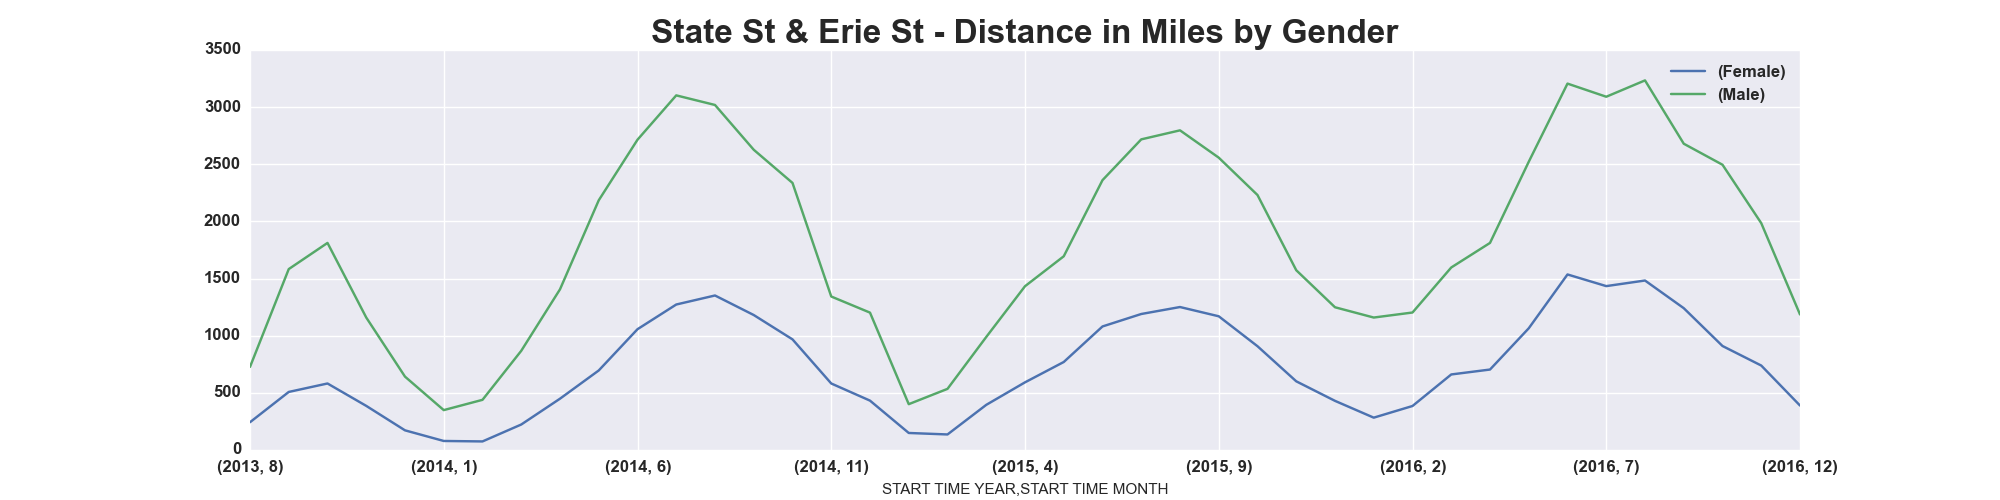 State St & Erie St - Distance in Miles by Gender
3500
3000
2500
2000
1500
1000
500
0
(Female)
(Male)
(2013, 8) (2014, 1) (2014, 6) (2014, 11) (2015, 4) (2015, 9) (2016, 2) (2016, 7) (2016, 12)
START TIME YEAR,START TIME MONTH